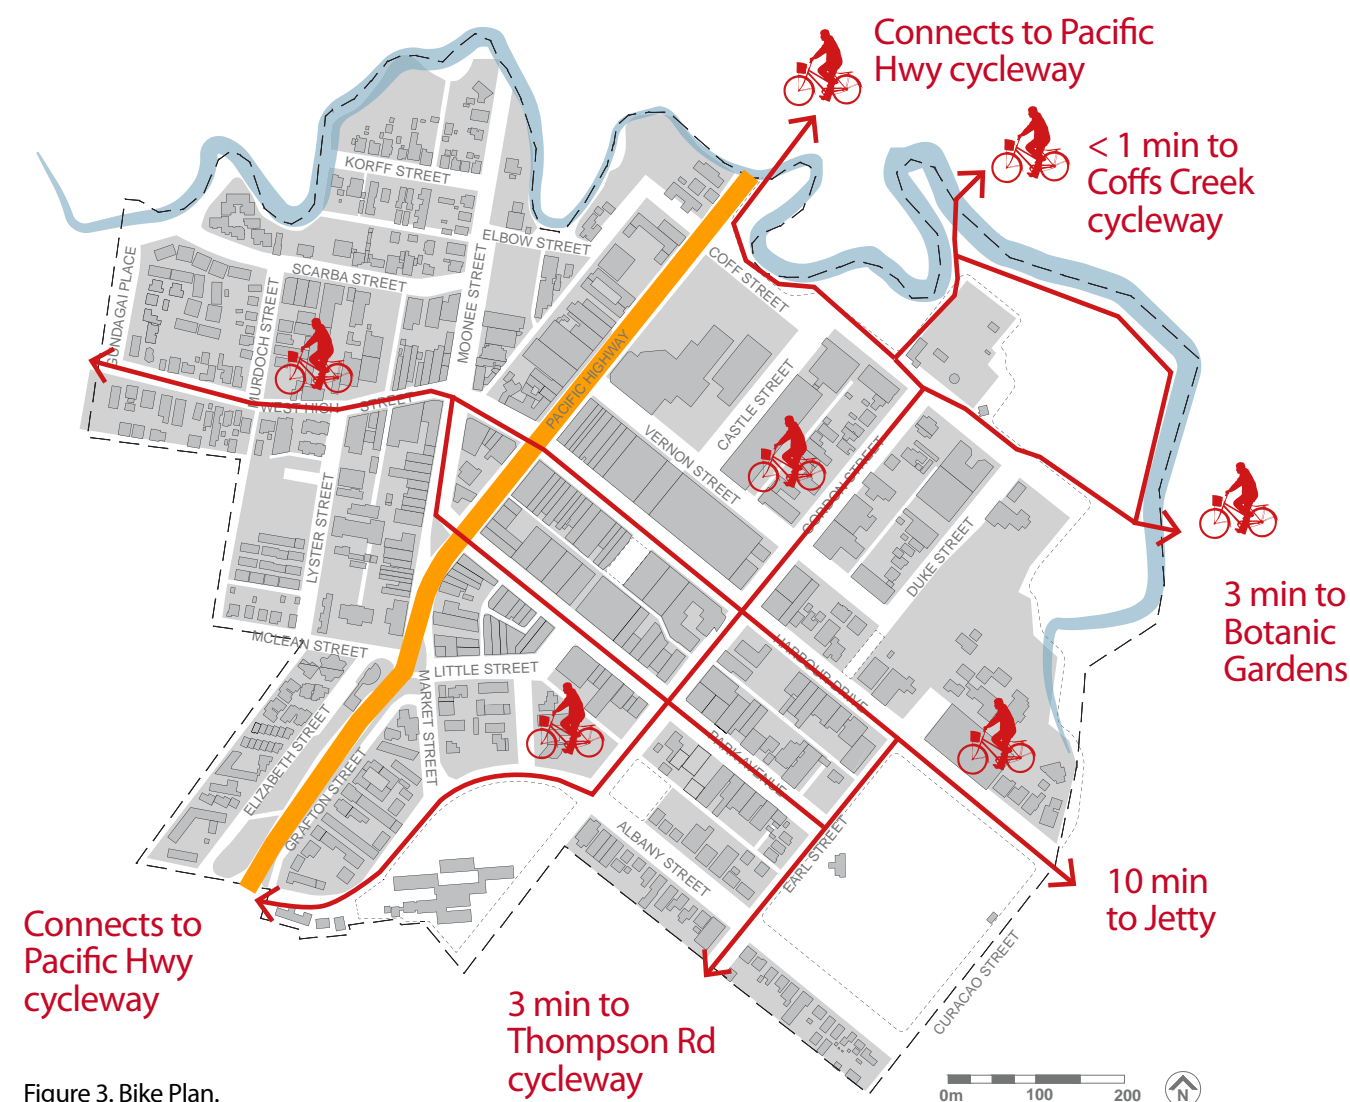 Connects to Pacific
Hwy cycleway
< 1 min to
Coffs Creek
cycleway
KORFF STREET
ELBOW STREET
SCARBA STREET
GUNDAGAI PLACE
MURDOCH STREET
MOONEE STREET
COFF STREET
PACIFIC HIGHWAY
CASTLE STREET
WEST HIGH STREET
VERNON STREET
GORDON STREET
LYSTER STREET
DUKE STREET
3 min to
Botanic
Gardens
MCLEAN STREET
LITTLE STREET
HARBOUR DRIVE
MARKET STREET
ELIZABETH STREET
GRAFTON STREET
PARK AVENUE
ALBANY STREET
EARL STREET
10 min
to Jetty
Connects to
Pacific Hwy
cycleway
CURACAO STREET
3 min to
Thompson Rd
cycleway
Figure 3. Bike Plan.
0m 100 200
N